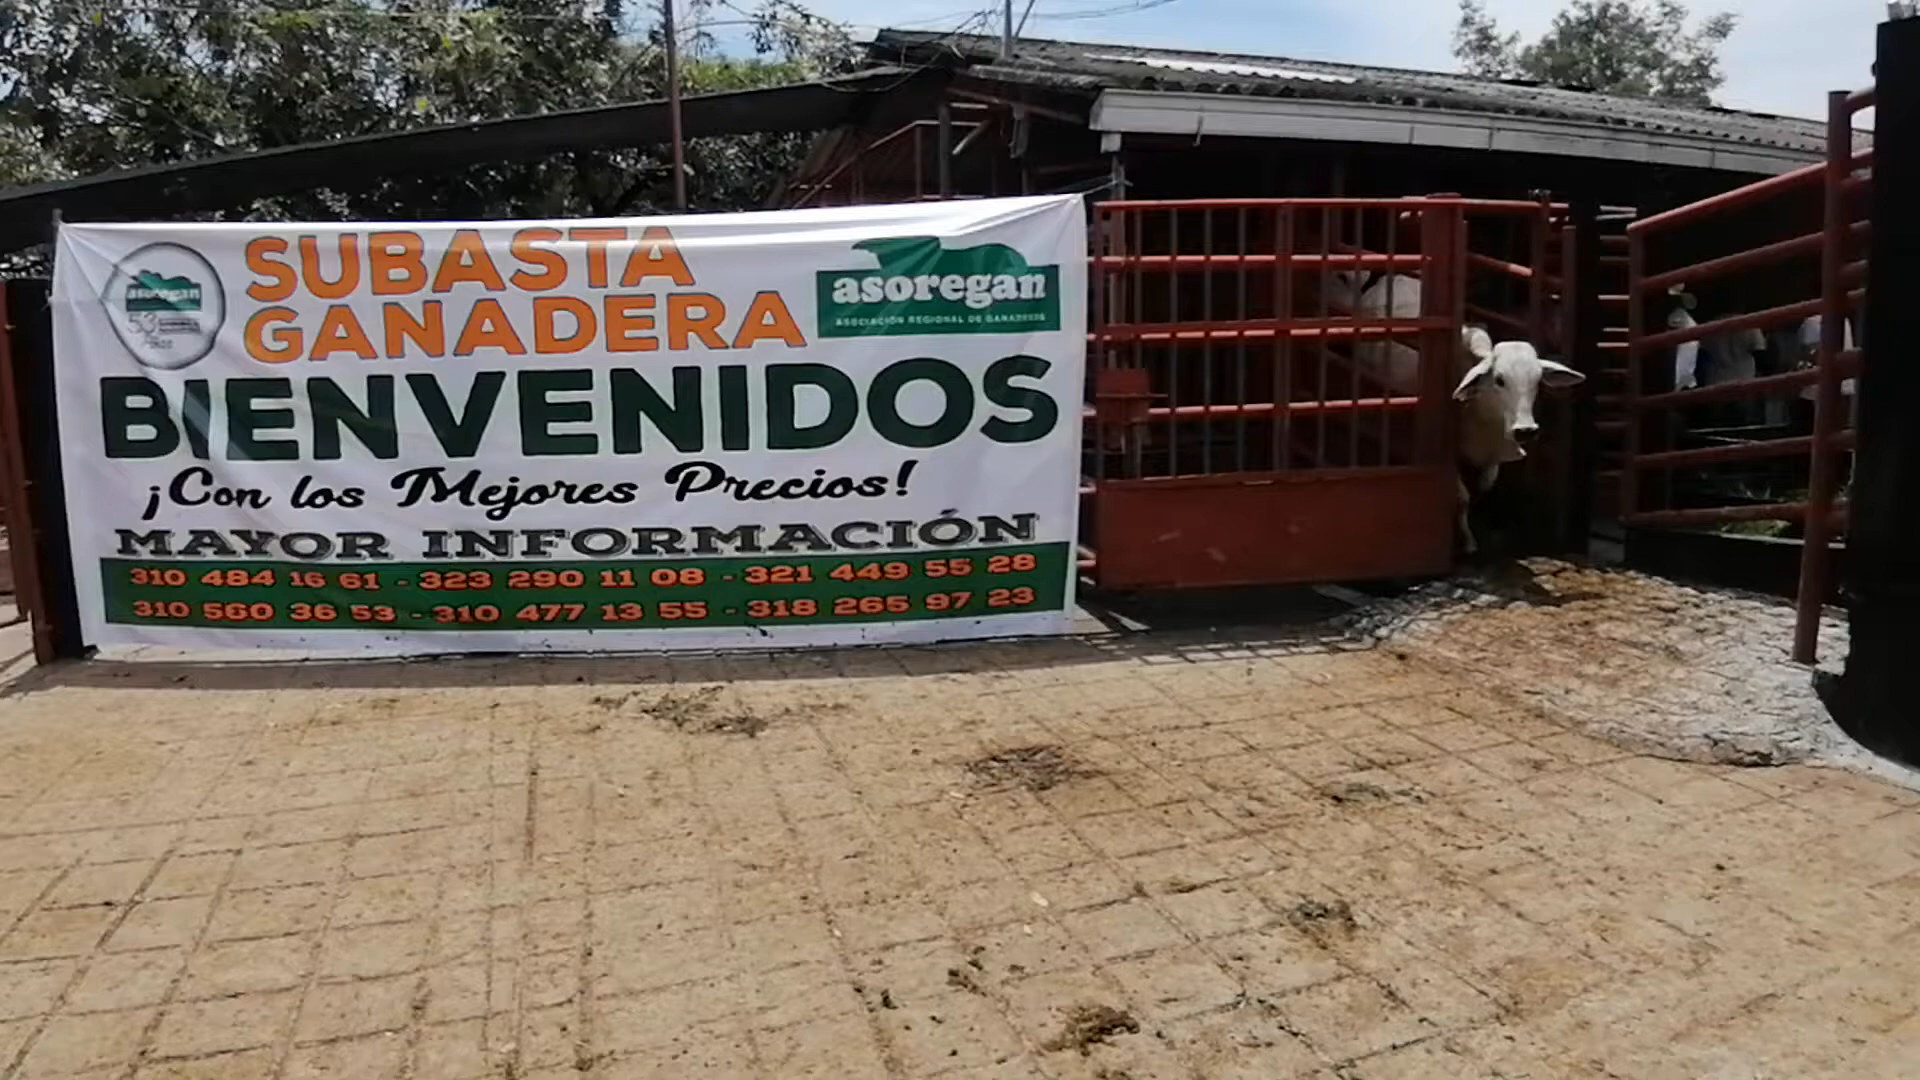 SUBASTA
GANADERA
asoregan
asoregan
ASOCIACIÓN REGIONAL DE GANADEROS
BIENVENIDOS
¡Con los Mejores Precios!
MAYOR INFORMACIÓN
310 484 16 61 - 323 290 11 08 - 321 449 55 28
310 560 36 53 - 310 477 13 55 - 318 265 97 23